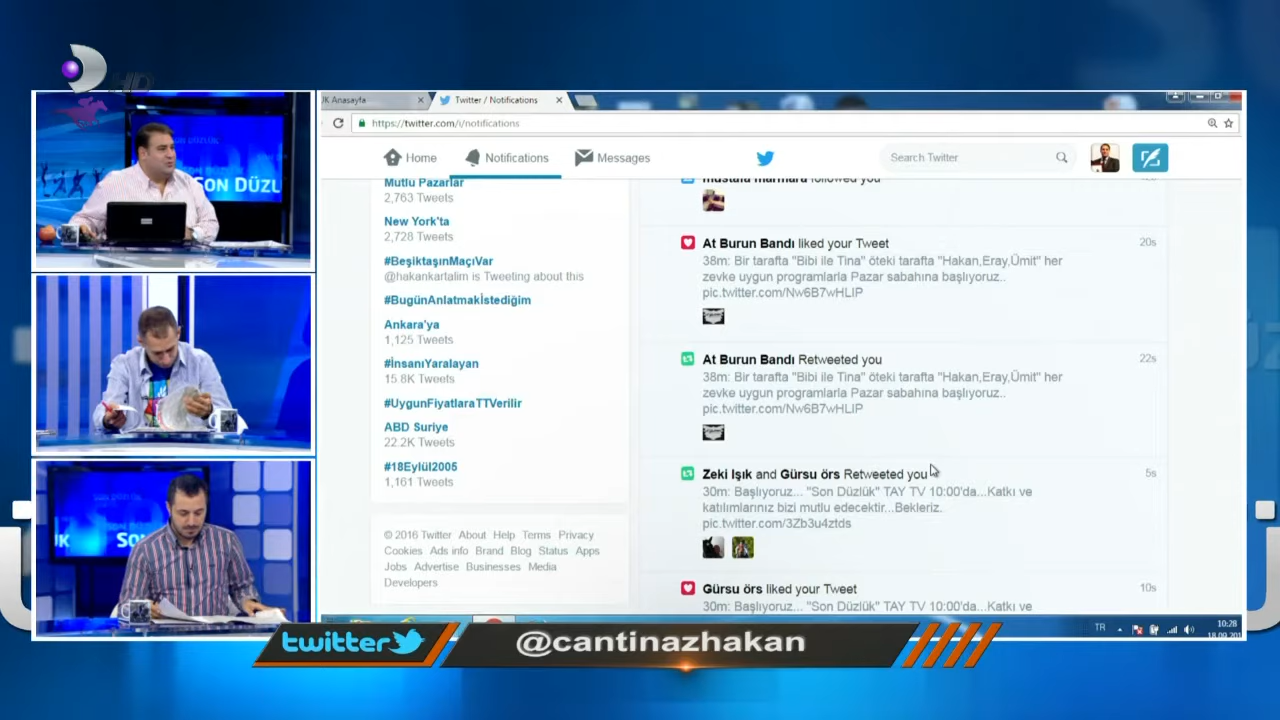 HD
SON DÜZLÜK
SON DÜZL
SON DÜZLÜK
UK
So
JK Anasayfa
Twitter / Notifications
https://twitter.com/i/notifications
Home
Notifications
Messages
Search Twitter
Mutlu Pazarlar
2,763 Tweets
New York'ta
2,728 Tweets
#BeşiktaşınMaçıVar
@hakankartalim is Tweeting about this
#BugünAnlatmakİstediğim
Ankara'ya
1,125 Tweets
#İnsanıYaralayan
15.8K Tweets
#UygunFiyatlaraTTVerilir
ABD Suriye
22.2K Tweets
#18Eylül2005
1,161 Tweets
© 2016 Twitter About Help Terms Privacy
Cookies Ads info Brand Blog Status Apps
Jobs Advertise Businesses Media
Developers
mustafa marmara followed you
At Burun Bandı liked your Tweet
20s
38m: Bir tarafta "Bibi ile Tina" öteki tarafta "Hakan,Eray,Ümit" her
zevke uygun programlarla Pazar sabahına başlıyoruz..
pic.twitter.com/Nw6B7wHLIP
At Burun Bandı Retweeted you
22s
38m: Bir tarafta "Bibi ile Tina" öteki tarafta "Hakan,Eray,Ümit" her
zevke uygun programlarla Pazar sabahına başlıyoruz..
pic.twitter.com/Nw6B7wHLIP
Zeki Işık and Gürsu örs Retweeted you
5s
30m: Başlıyoruz... "Son Düzlük" TAY TV 10:00'da...Katkı ve
katılımlarınız bizi mutlu edecektir...Bekleriz.
pic.twitter.com/3Zb3u4ztds
Gürsu örs liked your Tweet
10s
30m: Başlıyoruz... "Son Düzlük" TAY TV 10:00'da...Katkı ve
TR
10:28
18.09.201
twitter
@cantinazhakan